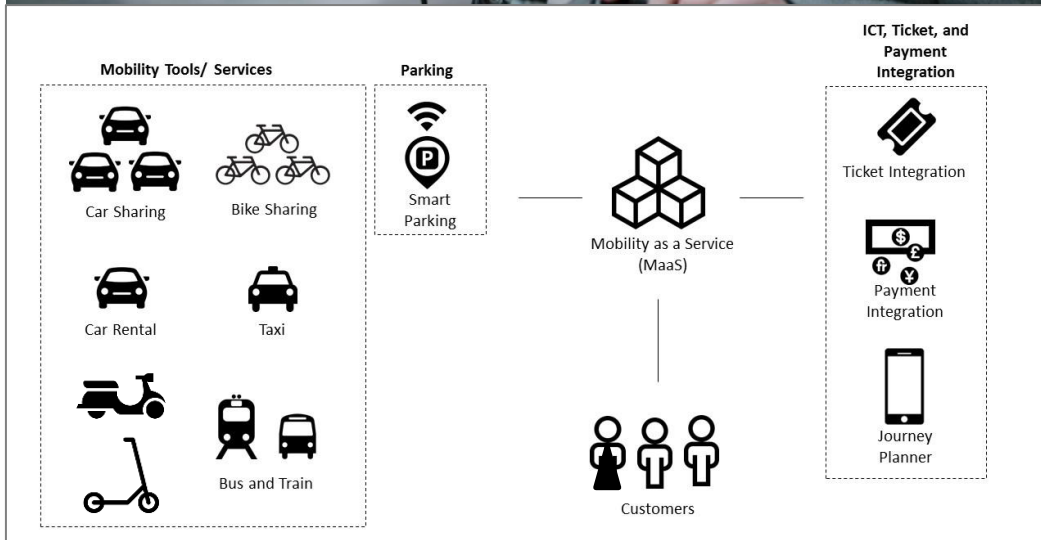 Mobility Tools/ Services
Car Sharing
Bike Sharing
Car Rental
Taxi
Bus and Train
Parking
P
Smart
Parking
Mobility as a Service
(MaaS)
Customers
ICT, Ticket, and
Payment
Integration
Ticket Integration
$
£
¥
Payment
Integration
Journey
Planner